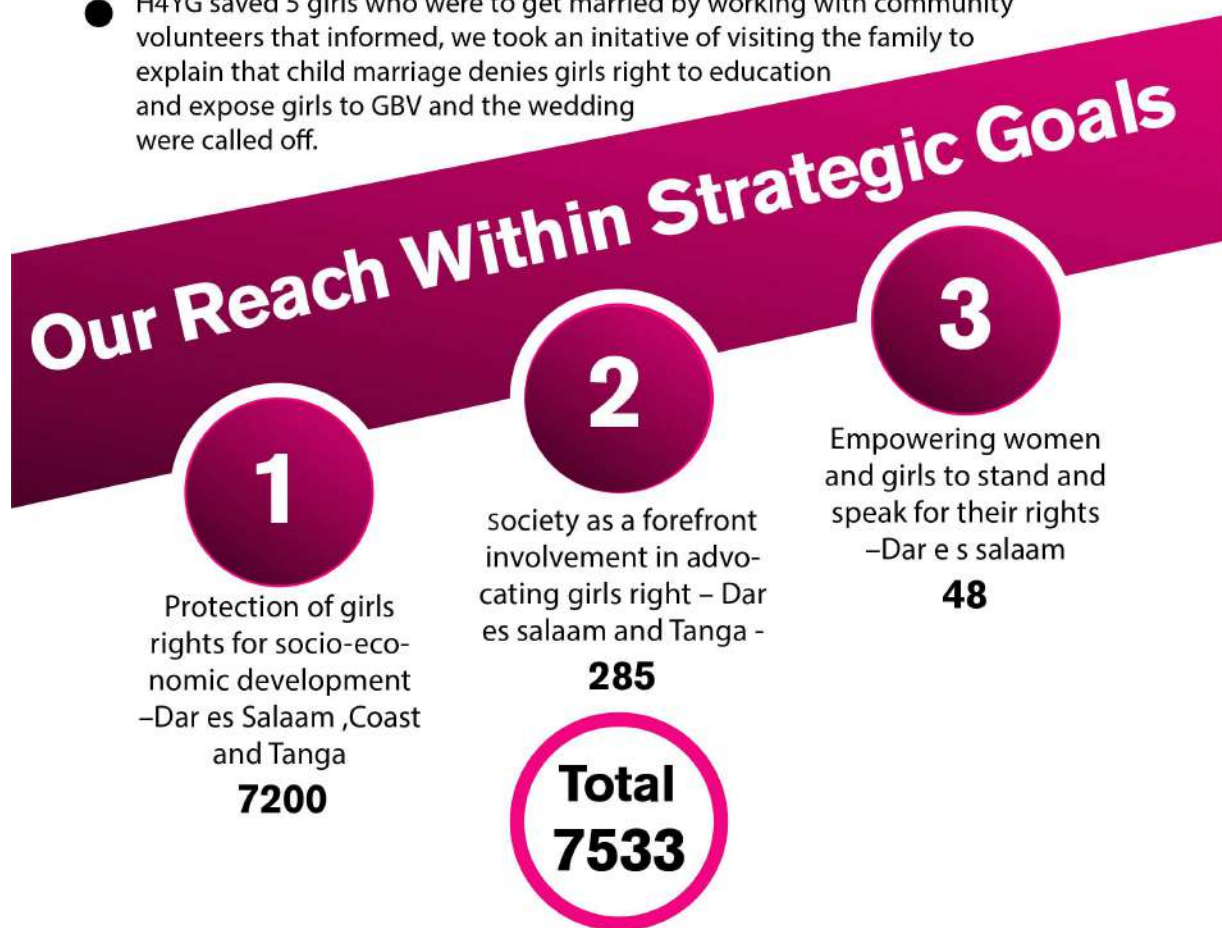 H4YG saved 5 girls who were to get married by working with community
volunteers that informed, we took an initative of visiting the family to
explain that child marriage denies girls right to education
and expose girls to GBV and the wedding
were called off.
Our Reach Within Strategic Goals
1
Protection of girls
rights for socio-eco-
nomic development
–Dar es Salaam ,Coast
and Tanga
7200
2
society as a forefront
involvement in advo-
cating girls right – Dar
es salaam and Tanga -
285
3
Empowering women
and girls to stand and
speak for their rights
–Dar e s salaam
48
Total
7533